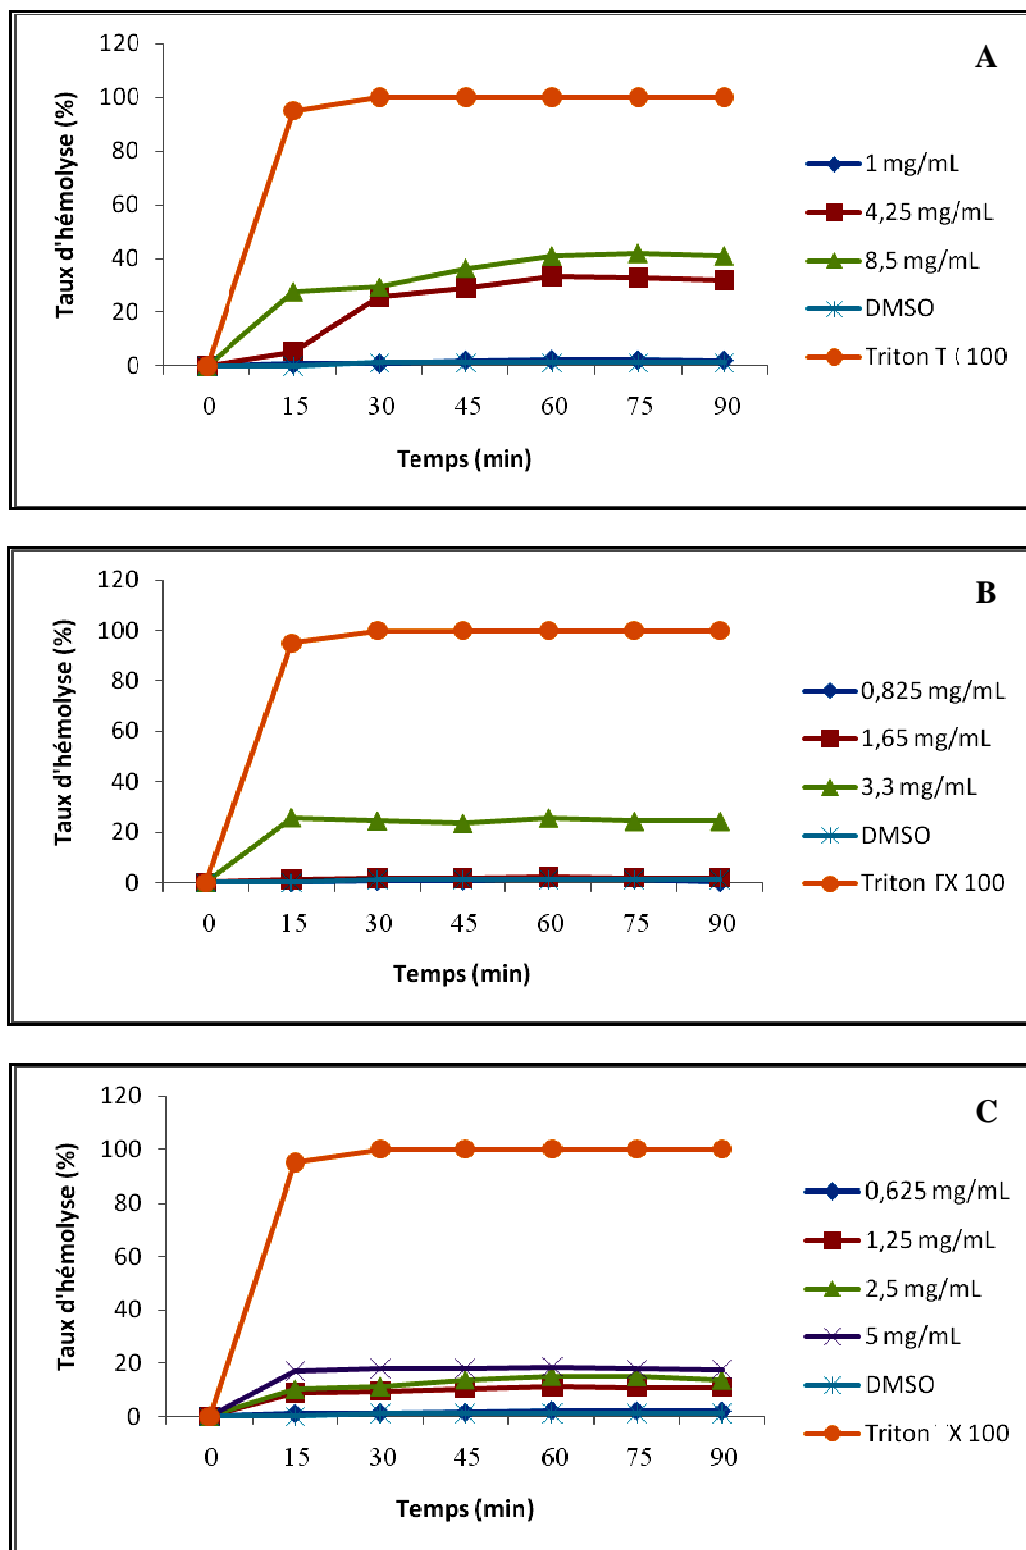 A
120
100
80
60
40
20
0
Taux d'hémolyse (%)
0 15 30 45 60 75 90
Temps (min)
1 mg/mL
4,25 mg/mL
8,5 mg/mL
DMSO
Triton 100
B
120
100
80
60
40
20
0
Taux d'hémolyse (%)
0 15 30 45 60 75 90
Temps (min)
0,825 mg/mL
1,65 mg/mL
3,3 mg/mL
DMSO
Triton TX 100
C
120
100
80
60
40
20
0
Taux d'hémolyse (%)
0 15 30 45 60 75 90
Temps (min)
0,625 mg/mL
1,25 mg/mL
2,5 mg/mL
5 mg/mL
DMSO
Triton X 100